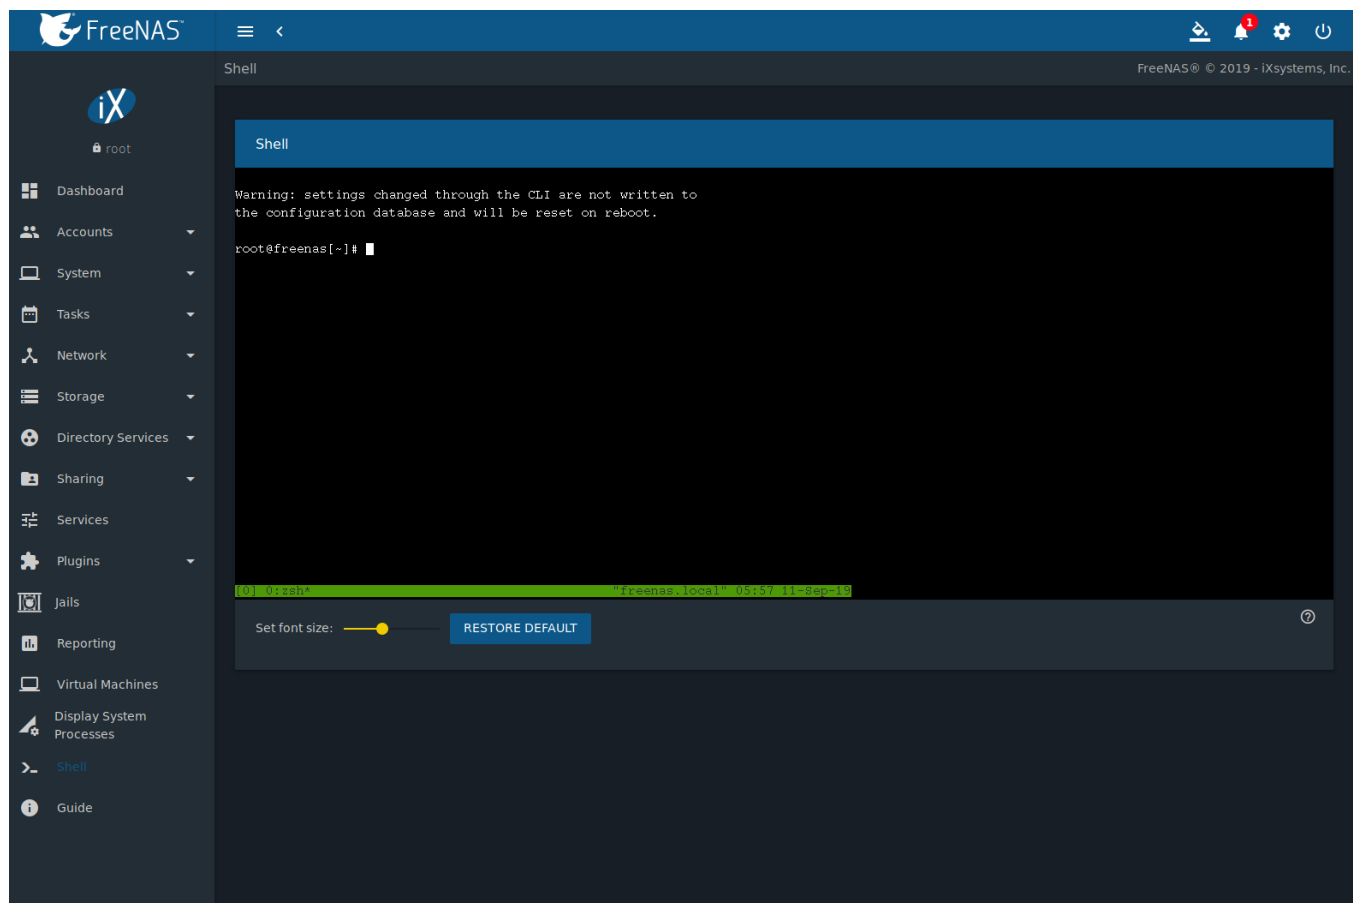 FreeNAS™
1
Shell
FreeNAS® © 2019 - iXsystems, Inc.
iX
root
Dashboard
Accounts
System
Tasks
Network
Storage
Directory Services
Sharing
Services
Plugins
Jails
Reporting
Virtual Machines
Display System
Processes
Shell
Guide
Shell
Warning: settings changed through the CLI are not written to
the configuration database and will be reset on reboot.
root@freenas[~]#
[0] 0:zsh* "freenas.local" 05:57 11-Sep-19
Set font size:
RESTORE DEFAULT